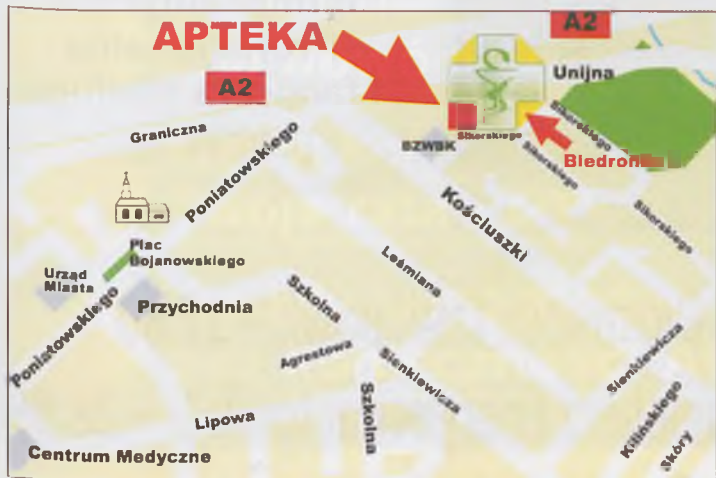 APTEKA
A2
A2
Unijna
Graniczna
Poniatowskiego
BZWBK
Sikorskiego
Sikorskiego
Sikorskiego
Sikorskiego
Kościuszki
Plac
Bojanowskiego
Urząd
Miasta
Przychodnia
Poniatowskiego
Leśmiana
Szkolna
Agrestowa
Sienkiewicza
Szkolna
Lipowa
Sienkiewicza
Kilińskiego
Skóry
Centrum Medyczne